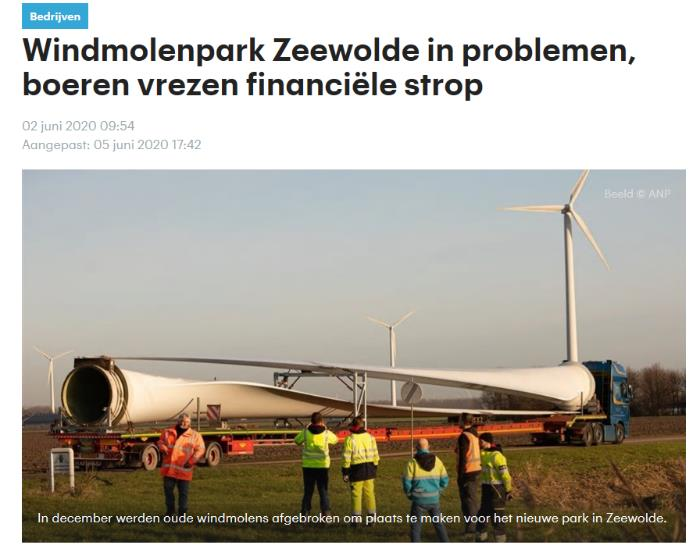 Bedrijven
Windmolenpark Zeewolde in problemen,
boeren vrezen financiële strop
02 juni 2020 09:54
Aangepast: 05 juni 2020 17:42
Beeld © ANP
In december werden oude windmolens afgebroken om plaats te maken voor het nieuwe park in Zeewolde.